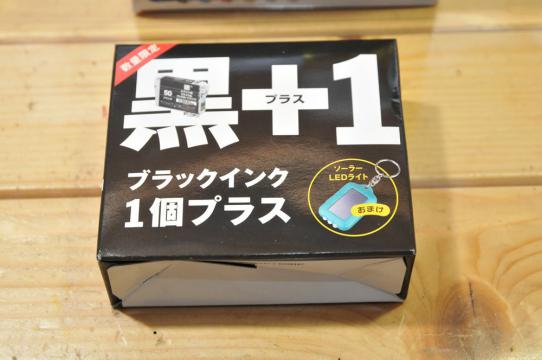 数量限定
黒+1
プラス
50
ブラックインク
1個プラス
ソーラー
LEDライト
おまけ